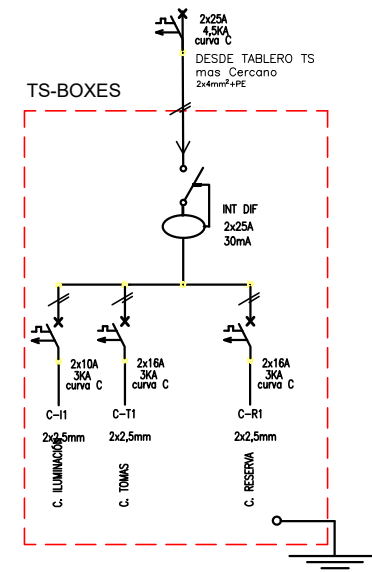 2x25A
4,5KA
curva C
DESDE TABLERO TS
mas Cercano
2x4mm²+PE
TS-BOXES
INT DIF
2x25A
30mA
2x10A
3KA
curva C
2x16A
3KA
curva C
2x16A
3KA
curva C
C-I1
C-T1
C-R1
2x2,5mm
2x2,5mm
2x2,5mm
C. ILUMINACIÓN
C. TOMAS
C. RESERVA